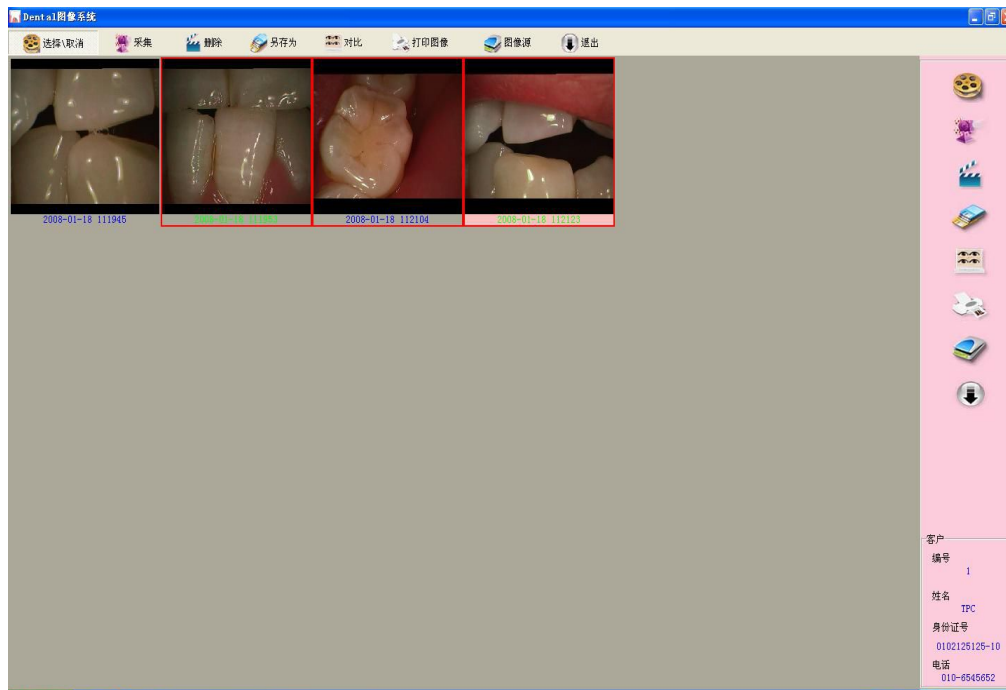 Dental图像系统
选择\取消 采集 删除 另存为 对比 打印图像 图像源 退出
2008-01-18 111945
2008-01-18 112104 2008-01-18 112123
客户
编号
1
姓名
TPC
身份证号
0102125125-10
电话
010-6545652